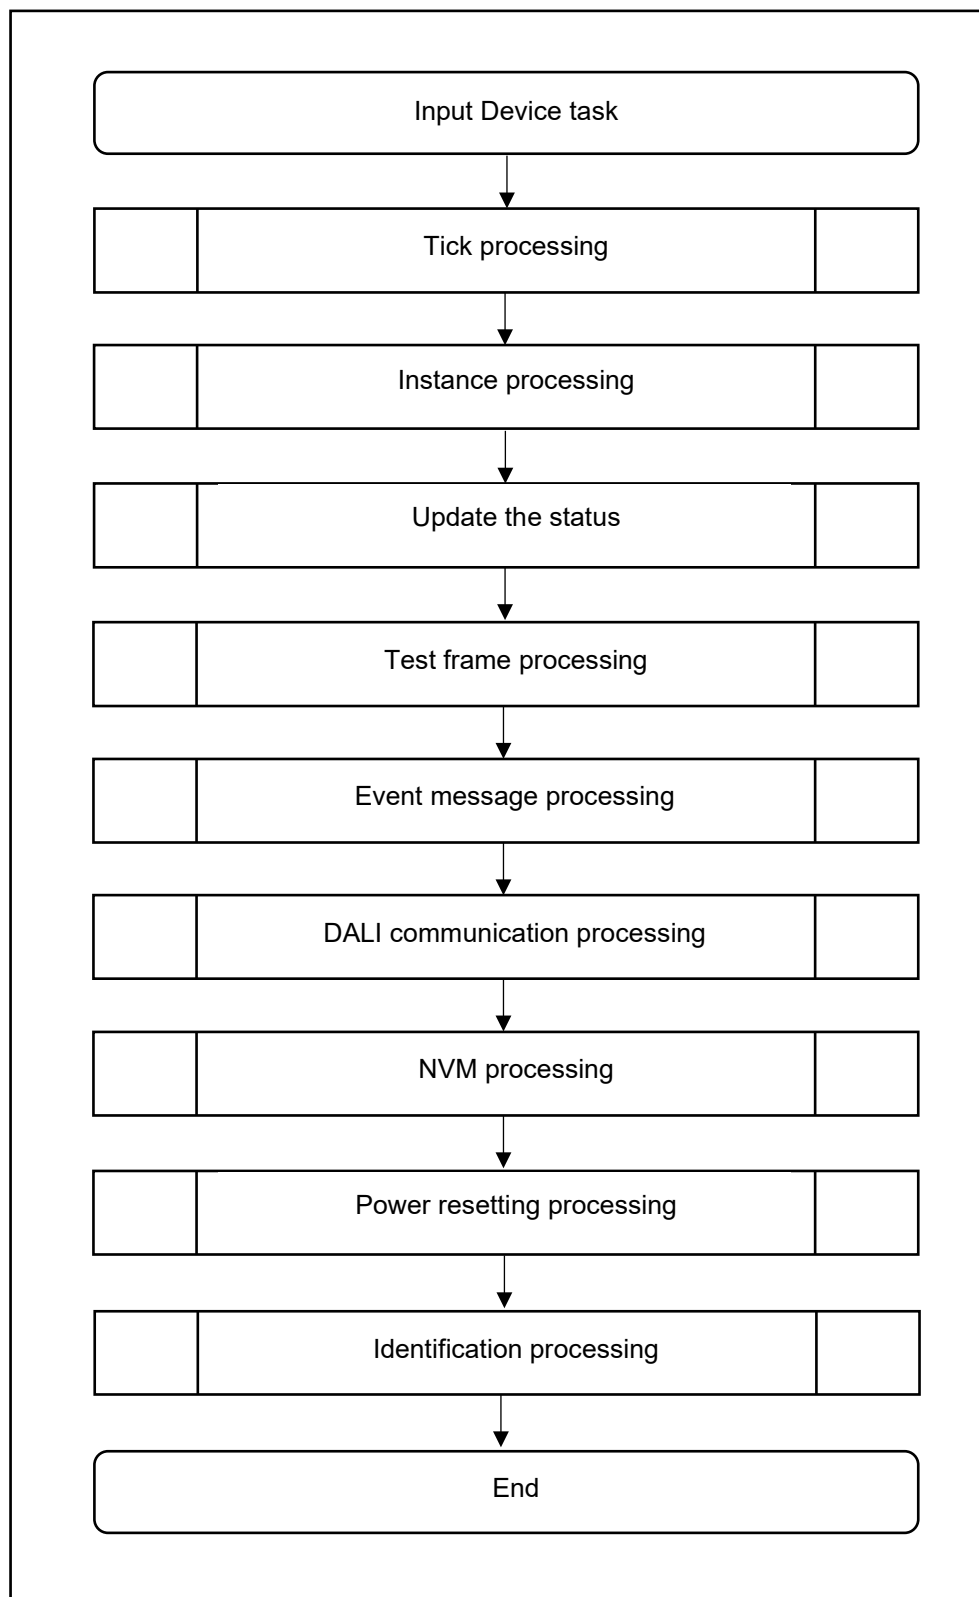 Input Device task
Tick processing
Instance processing
Update the status
Test frame processing
Event message processing
DALI communication processing
NVM processing
Power resetting processing
Identification processing
End